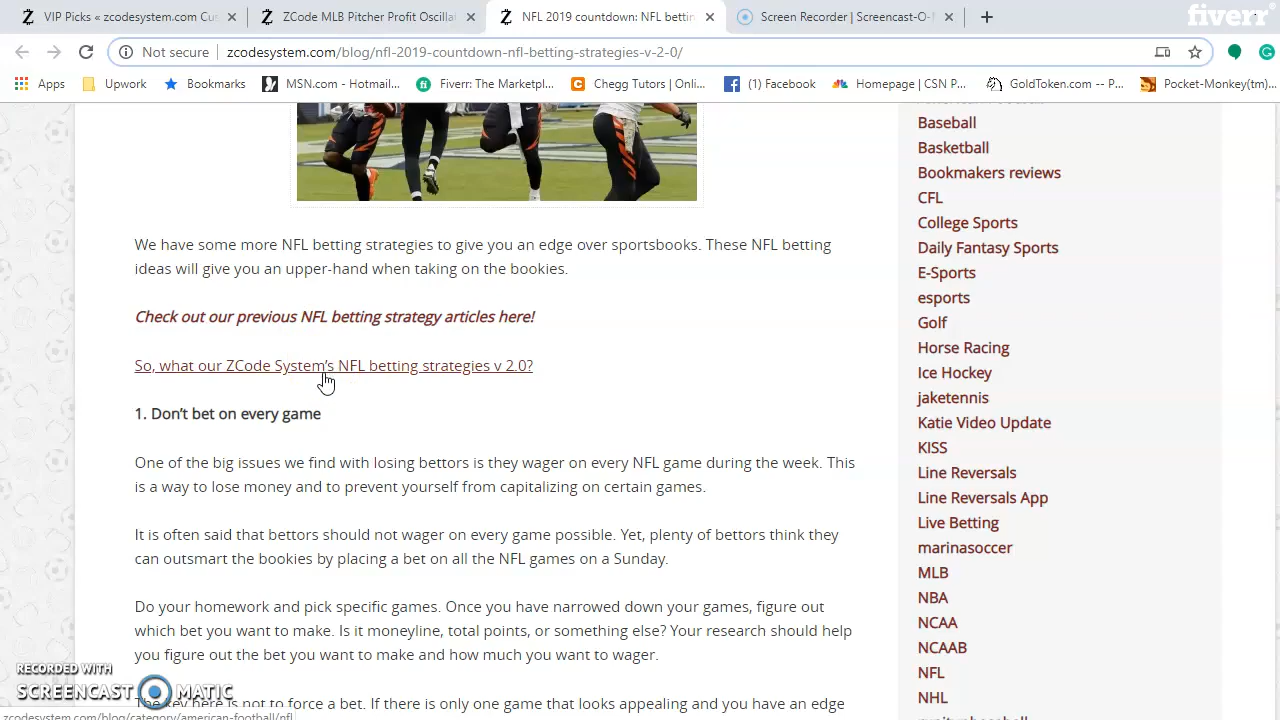 VIP Picks « zcodesystem.com Cus
ZCode MLB Pitcher Profit Oscilla
NFL 2019 countdown: NFL bettin
Screen Recorder | Screencast-O-
fiverr
Not secure
zcodesystem.com/blog/nfl-2019-countdown-nfl-betting-strategies-v-2-0/
Apps
Upwork
Bookmarks
MSN.com - Hotmail...
Fiverr: The Marketpl...
Chegg Tutors | Onli...
(1) Facebook
Homepage | CSN P...
GoldToken.com -- P...
Pocket-Monkey(tm)...
We have some more NFL betting strategies to give you an edge over sportsbooks. These NFL betting
ideas will give you an upper-hand when taking on the bookies.
Check out our previous NFL betting strategy articles here!
So, what our ZCode System's NFL betting strategies v 2.0?
1. Don't bet on every game
One of the big issues we find with losing bettors is they wager on every NFL game during the week. This
is a way to lose money and to prevent yourself from capitalizing on certain games.
It is often said that bettors should not wager on every game possible. Yet, plenty of bettors think they
can outsmart the bookies by placing a bet on all the NFL games on a Sunday.
Do your homework and pick specific games. Once you have narrowed down your games, figure out
which bet you want to make. Is it moneyline, total points, or something else? Your research should help
you figure out the bet you want to make and how much you want to wager.
The key here is not to force a bet. If there is only one game that looks appealing and you have an edge
Baseball
Basketball
Bookmakers reviews
CFL
College Sports
Daily Fantasy Sports
E-Sports
esports
Golf
Horse Racing
Ice Hockey
jaketennis
Katie Video Update
KISS
Line Reversals
Line Reversals App
Live Betting
marinasoccer
MLB
NBA
NCAA
NCAAB
NFL
NHL
RECORDED WITH
SCREENCAST MATIC
zcodesystem.com/blog/category/american-football/nfl